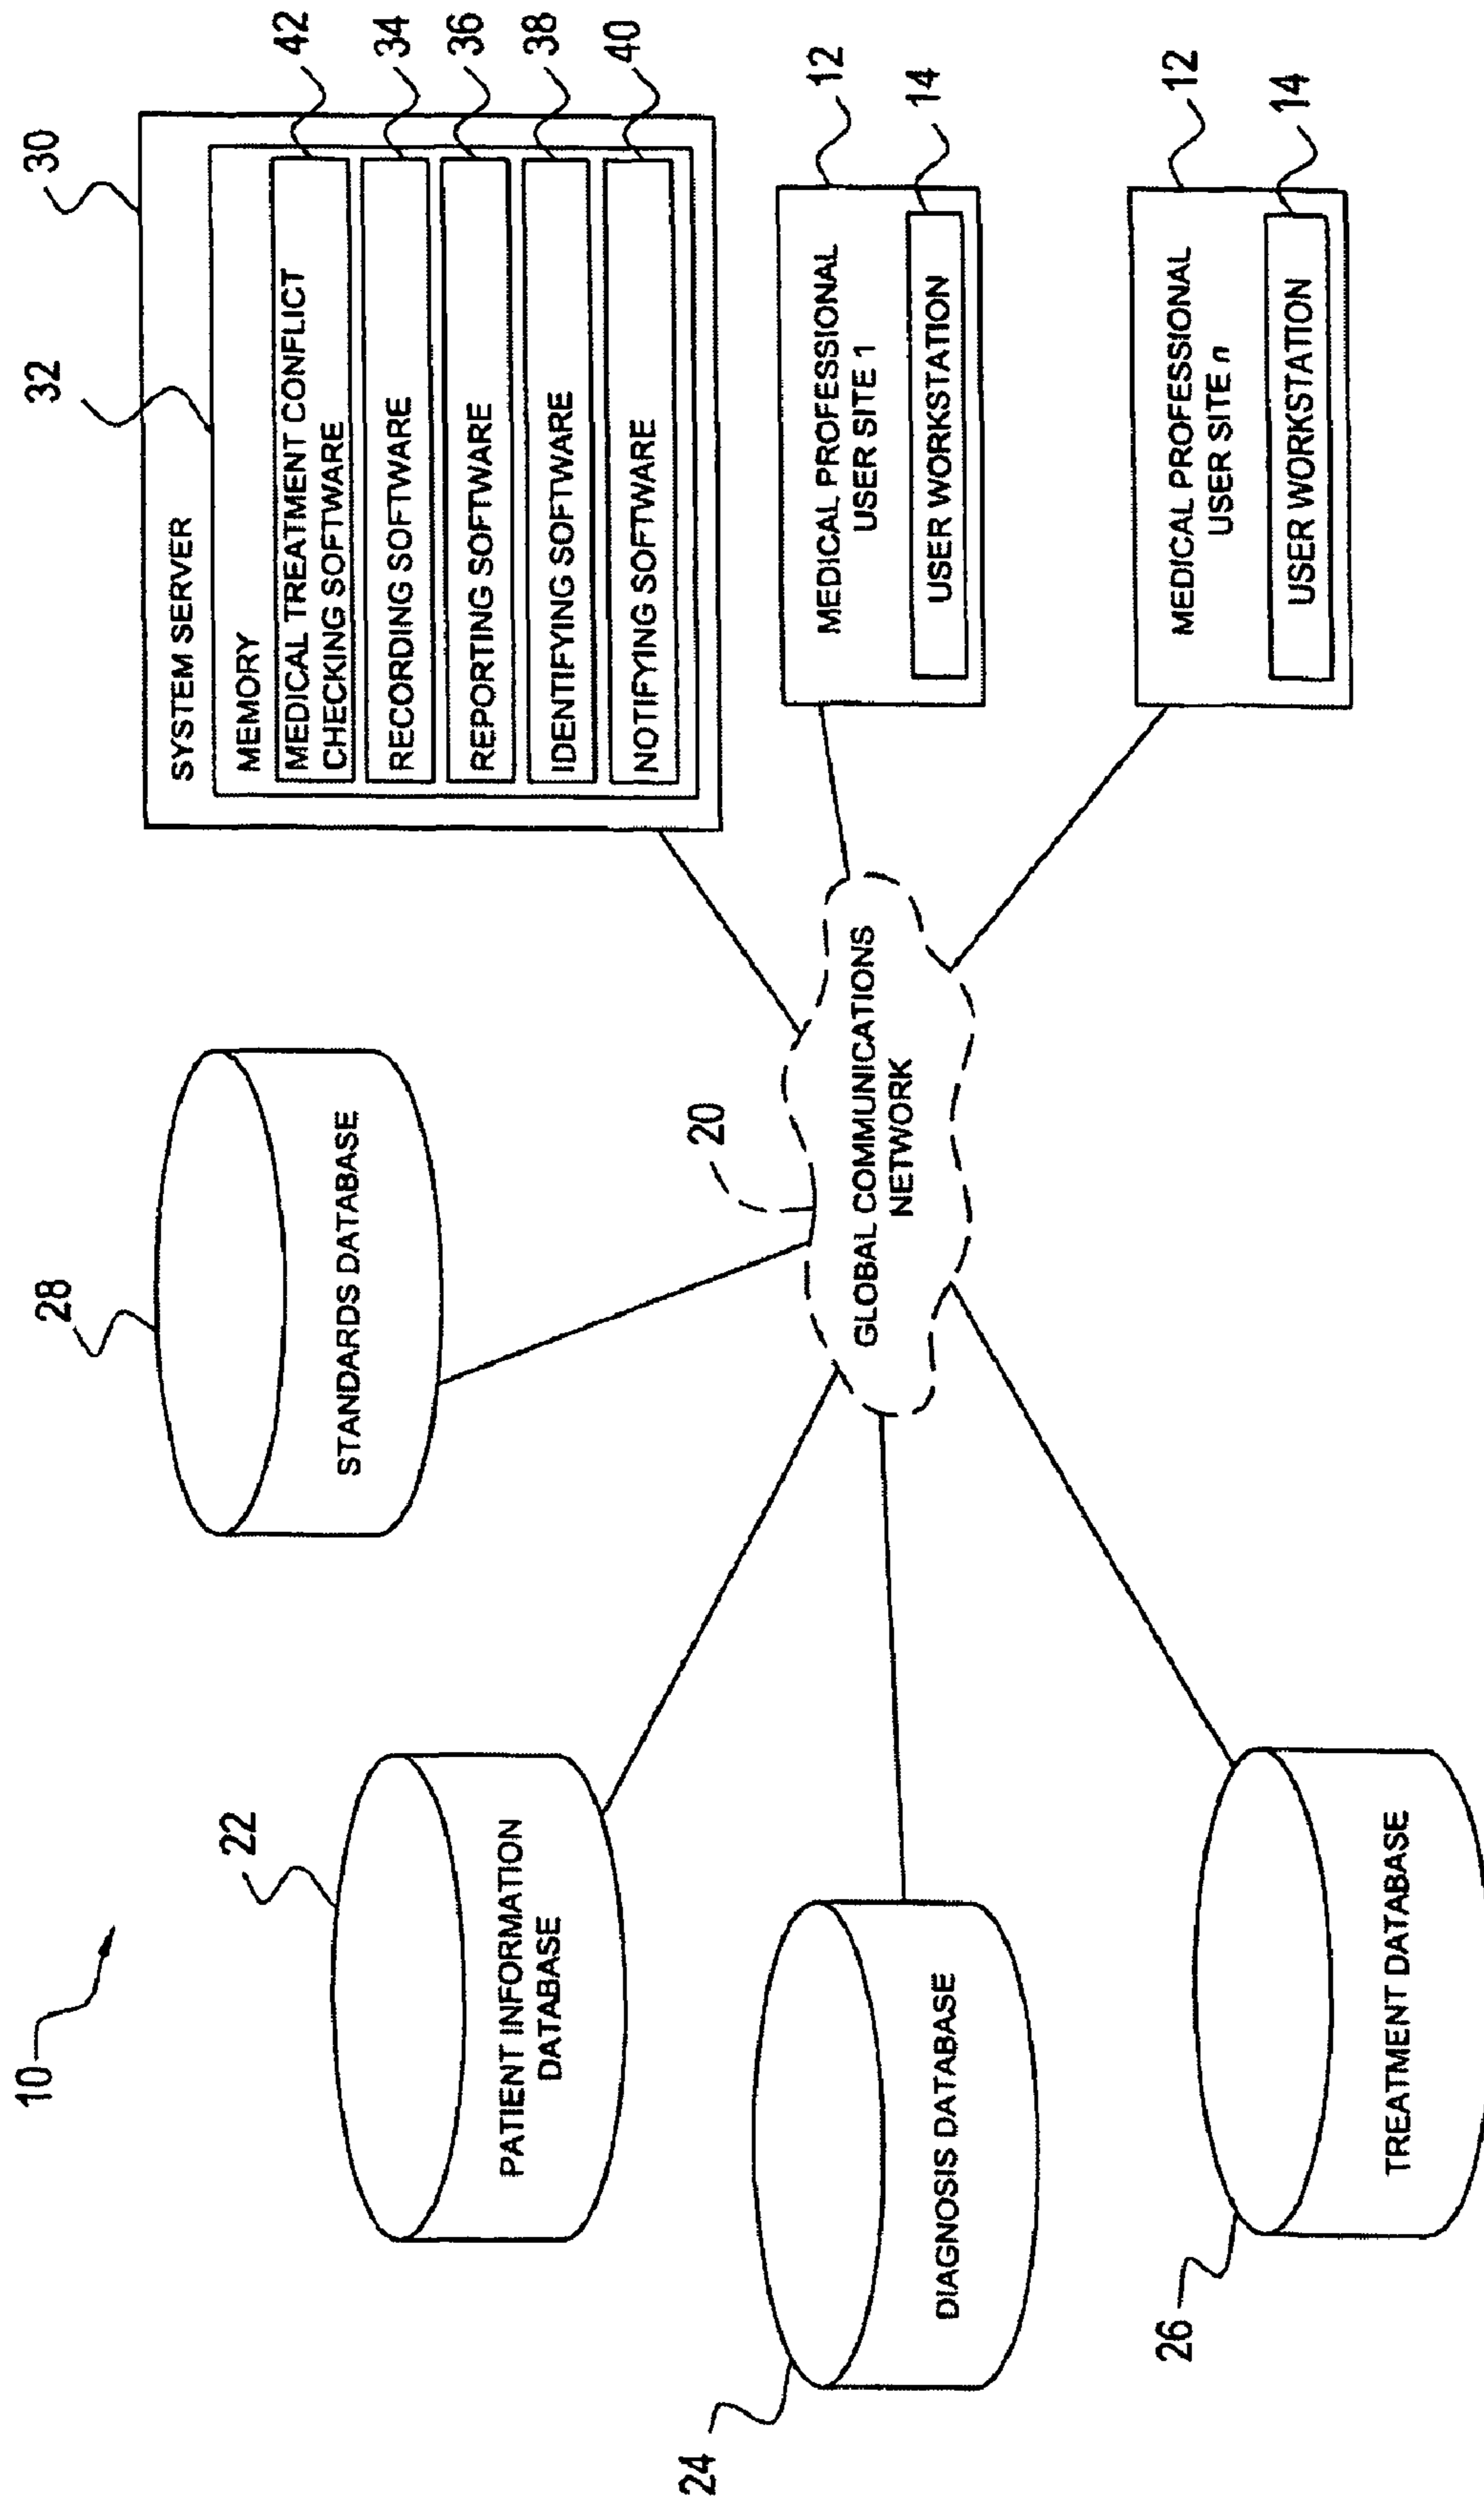 10
22
PATIENT INFORMATION
DATABASE
24
DIAGNOSIS DATABASE
26
TREATMENT DATABASE
28
STANDARDS DATABASE
20
GLOBAL COMMUNICATIONS
NETWORK
30
32
SYSTEM SERVER
MEMORY
MEDICAL TREATMENT CONFLICT
CHECKING SOFTWARE
42
RECORDING SOFTWARE
34
REPORTING SOFTWARE
36
IDENTIFYING SOFTWARE
38
NOTIFYING SOFTWARE
40
MEDICAL PROFESSIONAL
USER SITE 1
12
USER WORKSTATION
14
MEDICAL PROFESSIONAL
USER SITE n
12
USER WORKSTATION
14